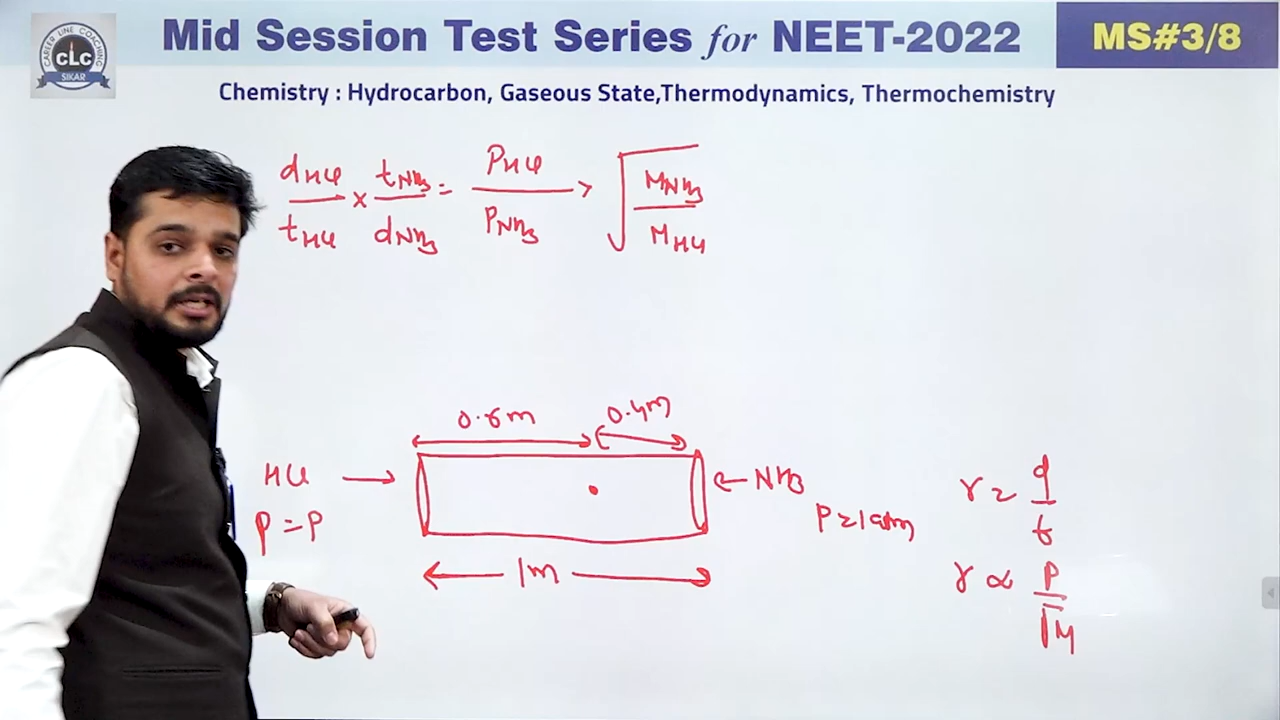 CAREER LINE COACHING
CLC
SIKAR
Mid Session Test Series for NEET-2022
MS#3/8
Chemistry : Hydrocarbon, Gaseous State,Thermodynamics, Thermochemistry
dHCl/tHCl × tNH3/dNH3 = PHCl/PNH3 × √MNH3/MHCl
0.6m 0.4m
HCl → ← NH3
P=P P=1atm
1m
r = d/t
r ∝ P/√M